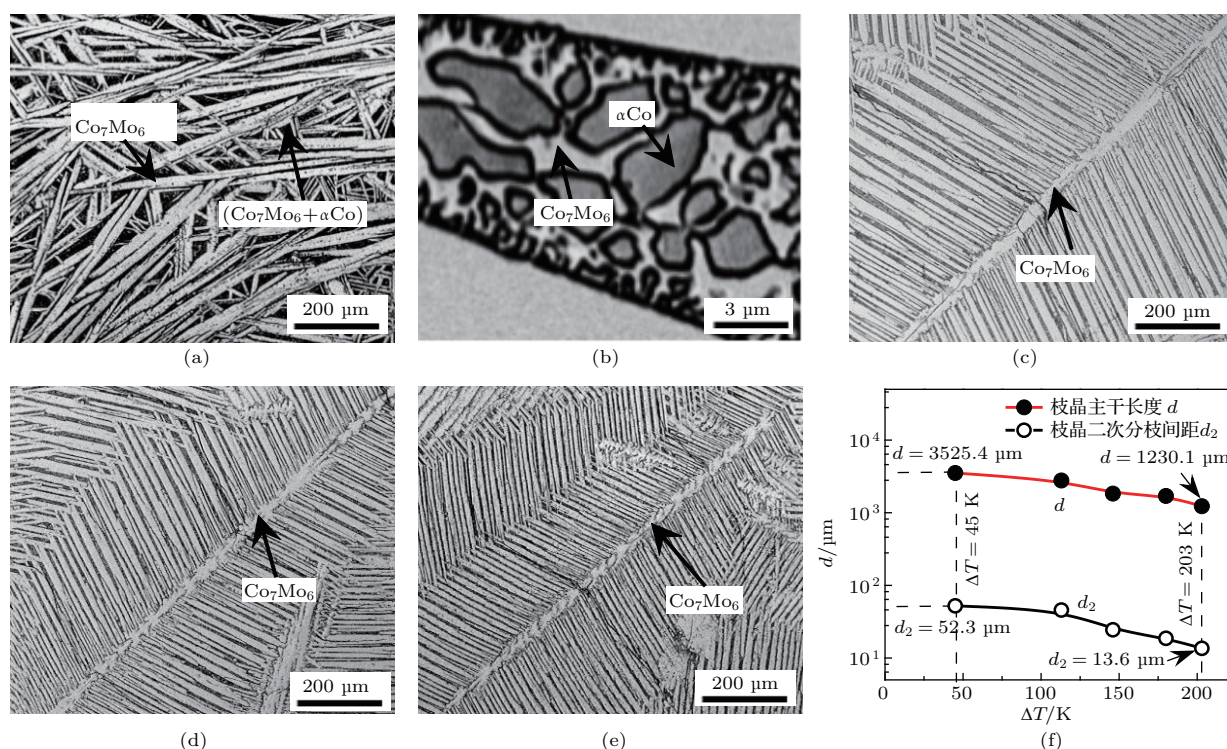 Co₇Mo₆
(Co₇Mo₆+αCo)
200 µm
(a)
αCo
Co₇Mo₆
3 µm
(b)
Co₇Mo₆
200 µm
(c)
Co₇Mo₆
200 µm
(d)
Co₇Mo₆
200 µm
(e)
枝晶主干长度 d
枝晶二次分枝间距d₂
10⁴
10³
10²
10¹
d/µm
d = 3525.4 µm
d = 1230.1 µm
d
ΔT = 45 K
ΔT = 203 K
d₂
d₂ = 52.3 µm
d₂ = 13.6 µm
0 50 100 150 200
ΔT/K
(f)